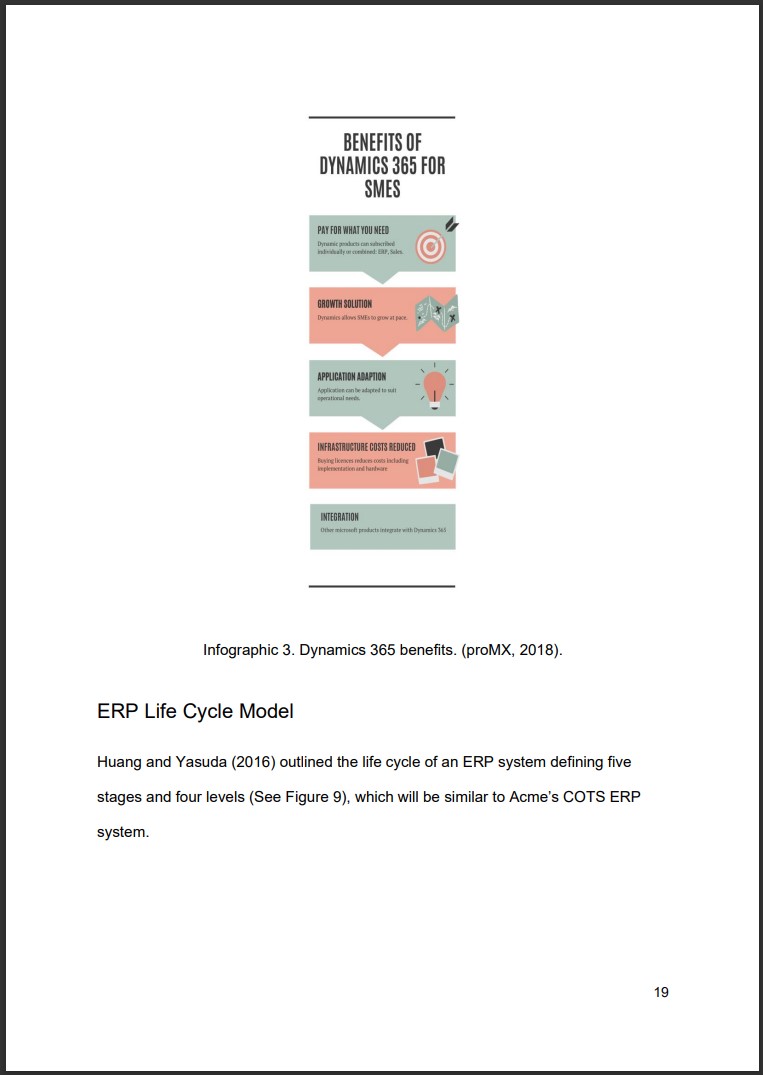 BENEFITS OF
DYNAMICS 365 FOR
SMES
PAY FOR WHAT YOU NEED
Dynamic products can subscribed
individually or combined: ERP, Sales.
GROWTH SOLUTION
Dynamics allows SMEs to grow at pace.
APPLICATION ADAPTION
Application can be adapted to suit
operational needs.
INFRASTRUCTURE COSTS REDUCED
Buying licences reduces costs including
implementation and hardware
INTEGRATION
Other microsoft products integrate with Dynamics 365
Infographic 3. Dynamics 365 benefits. (proMX, 2018).
ERP Life Cycle Model
Huang and Yasuda (2016) outlined the life cycle of an ERP system defining five
stages and four levels (See Figure 9), which will be similar to Acme’s COTS ERP
system.
19